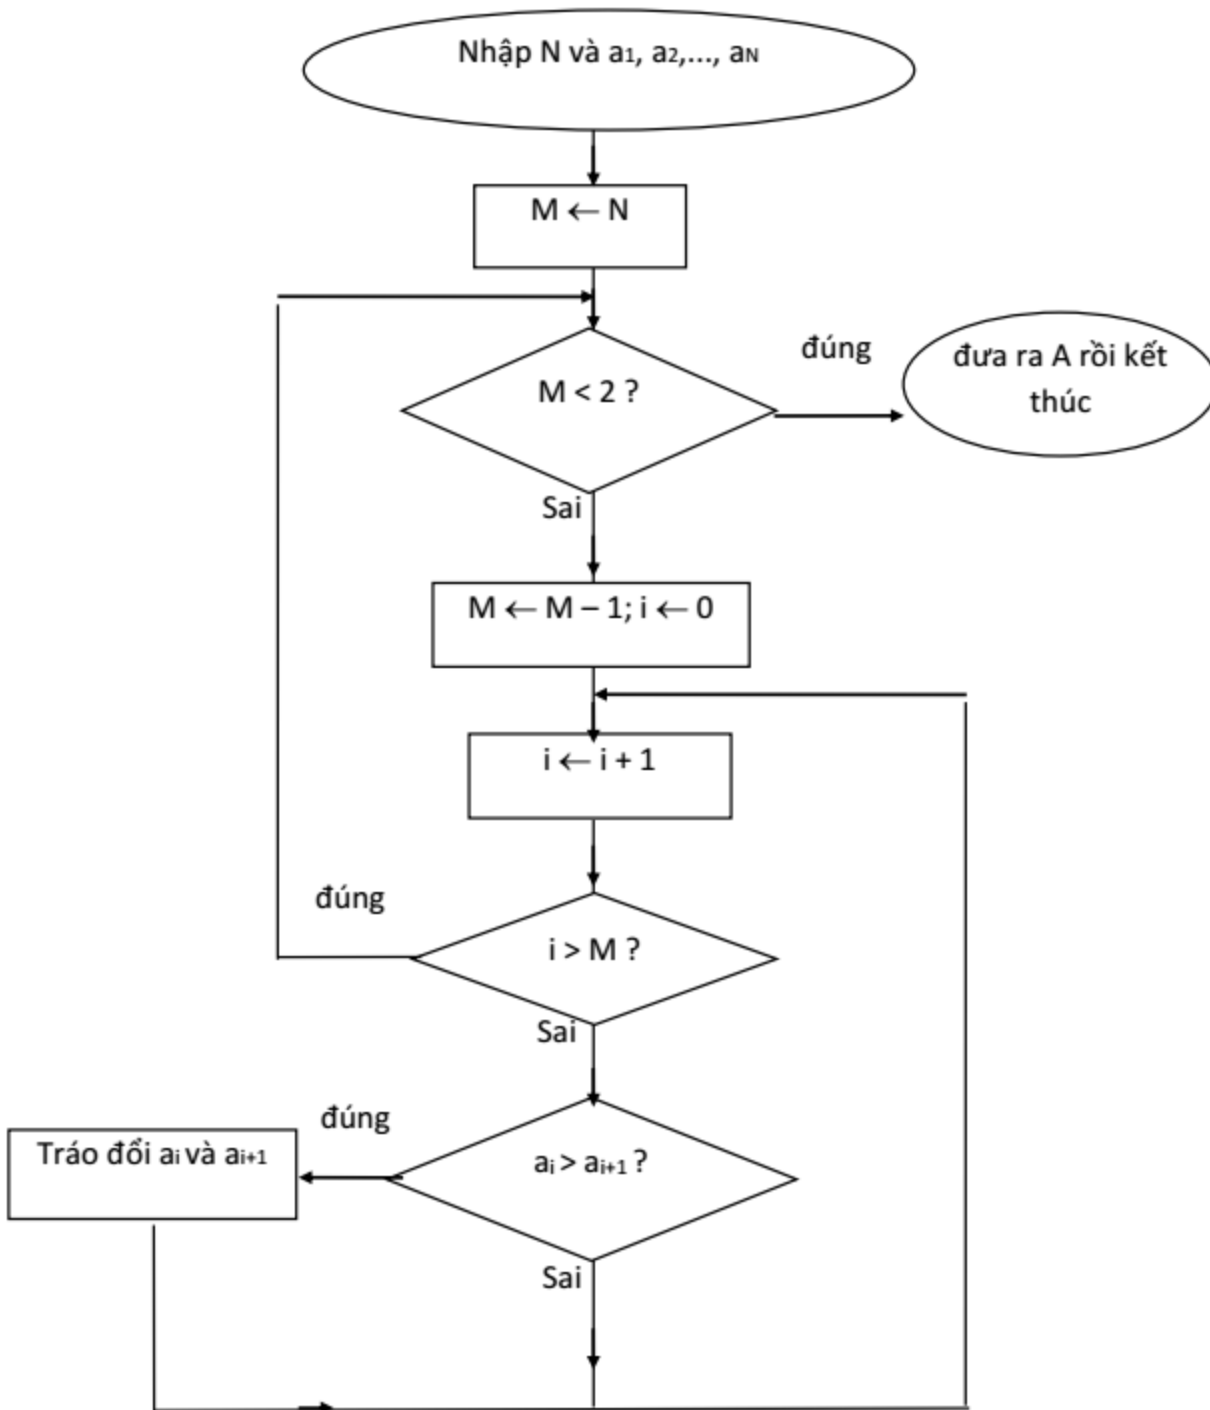 Nhập N và a1, a2,..., aN
M ← N
M < 2 ?
đúng
đưa ra A rồi kết
thúc
Sai
M ← M – 1; i ← 0
i ← i + 1
đúng
i > M ?
Sai
đúng
Tráo đổi ai và ai+1
ai > ai+1 ?
Sai